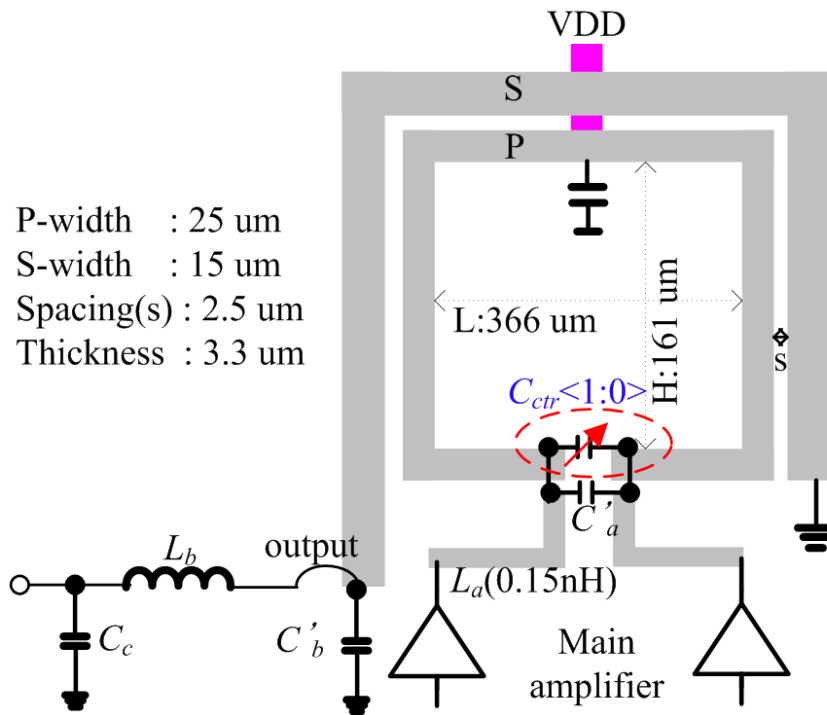 VDD
S
P
P-width : 25 um
S-width : 15 um
Spacing(s) : 2.5 um
Thickness : 3.3 um
L:366 um
H:161 um
s
Cctr<1:0>
C'a
Lb
output
La(0.15nH)
Cc
C'b
Main
amplifier